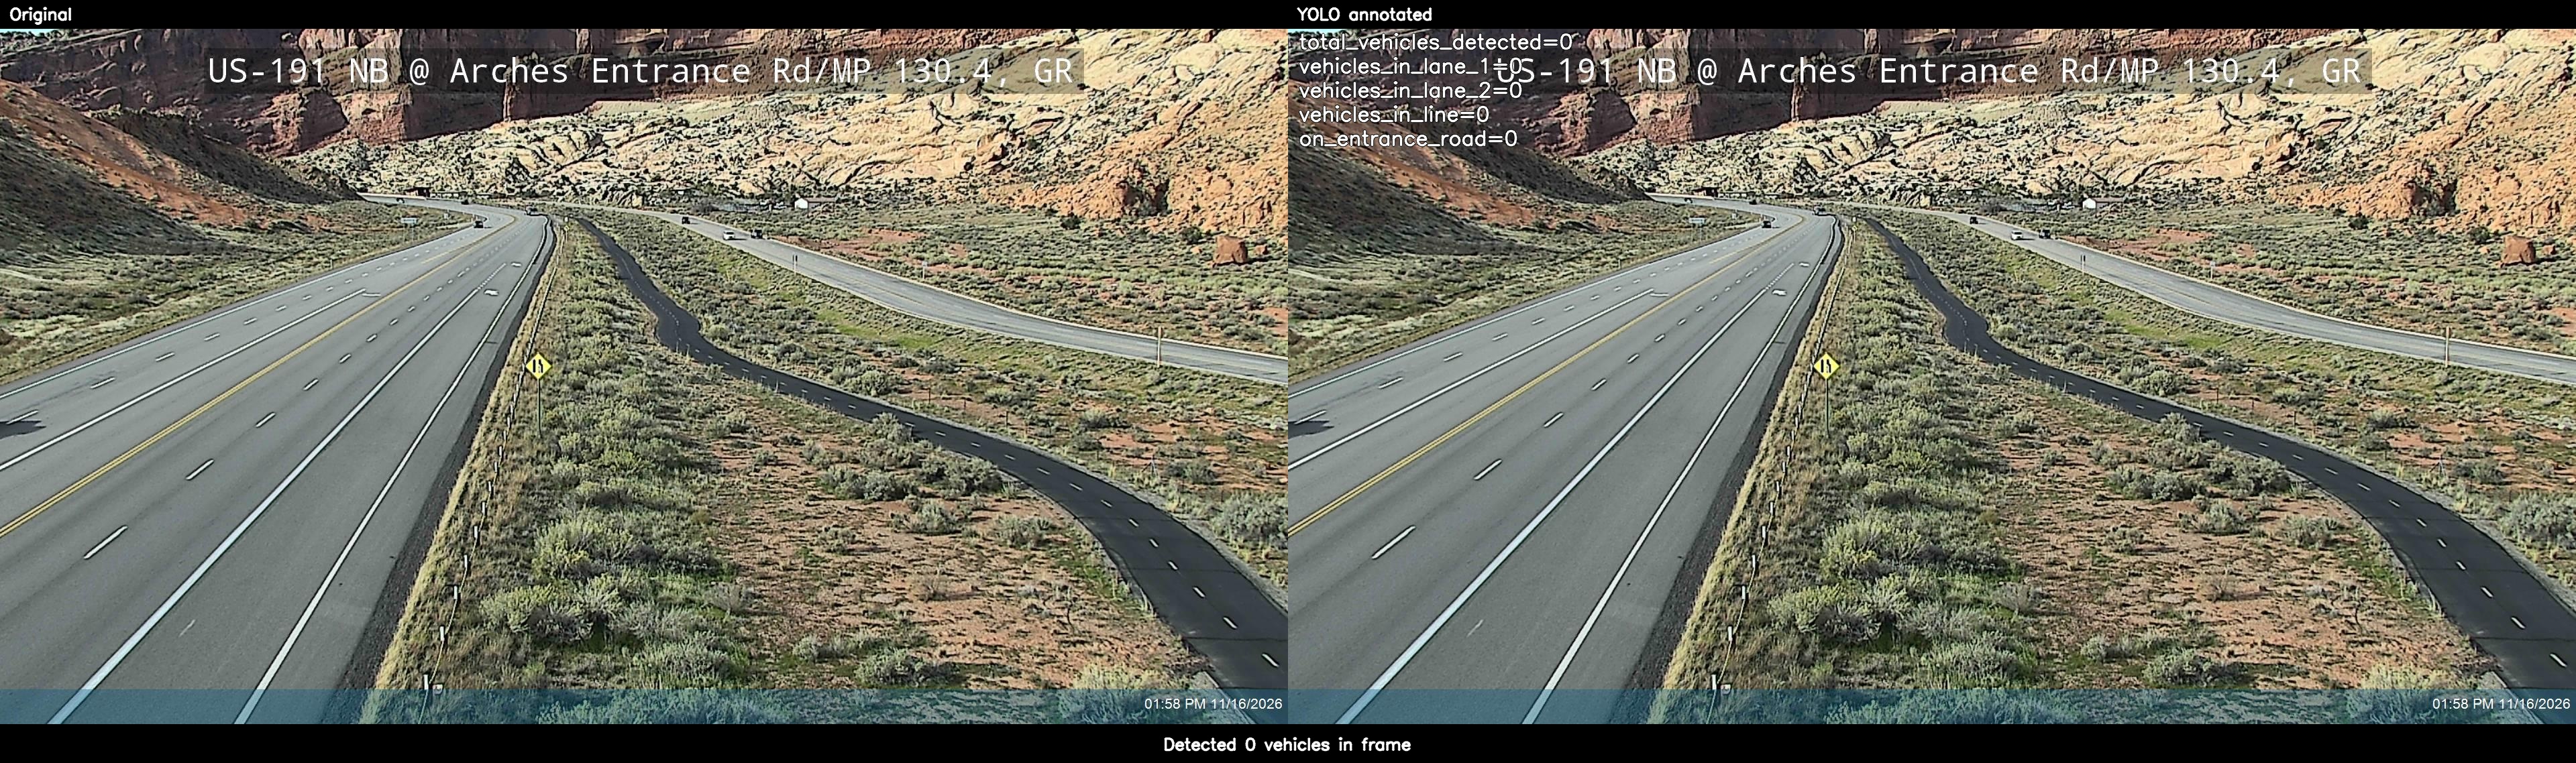 Original
YOLO annotated
US-191 NB @ Arches Entrance Rd/MP 130.4, GR
total_vehicles_detected=0
vehicles_in_lane_1=0
US-191 NB @ Arches Entrance Rd/MP 130.4, GR
vehicles_in_lane_2=0
vehicles_in_line=0
on_entrance_road=0
01:58 PM 11/16/2026
01:58 PM 11/16/2026
Detected 0 vehicles in frame